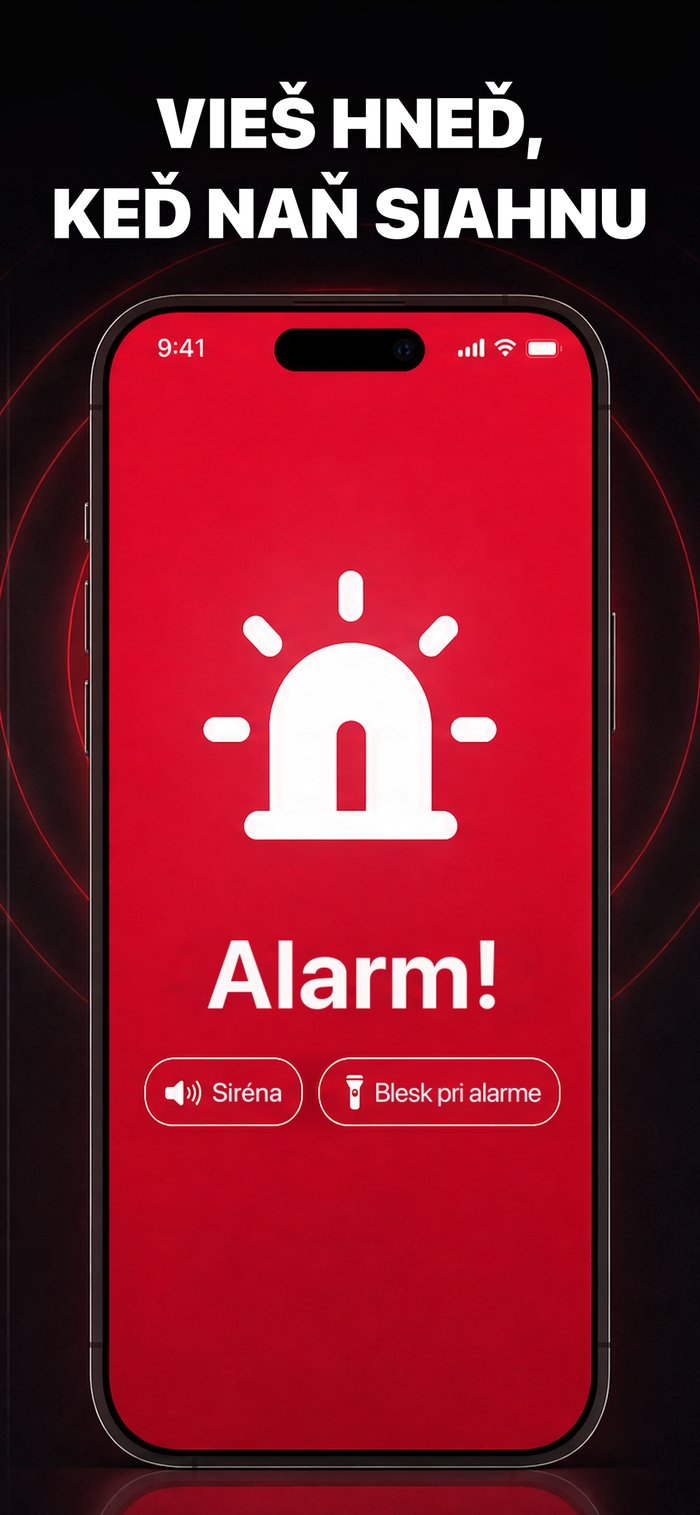 VIEŠ HNEĎ,
KEĎ NAŇ SIAHNU
9:41
Alarm!
Siréna
Blesk pri alarme